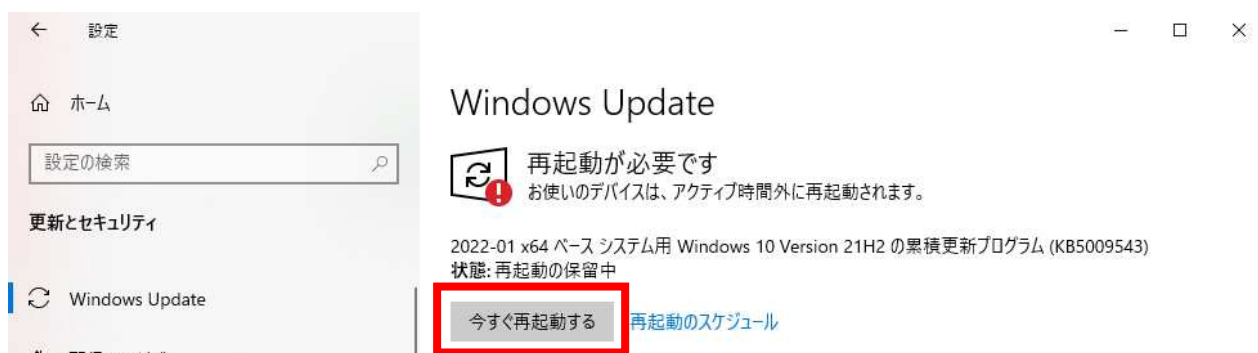 設定
ホーム
設定の検索
更新とセキュリティ
Windows Update
Windows Update
再起動が必要です
お使いのデバイスは、アクティブ時間外に再起動されます。
2022-01 x64 ベース システム用 Windows 10 Version 21H2 の累積更新プログラム (KB5009543)
状態: 再起動の保留中
今すぐ再起動する 再起動のスケジュール